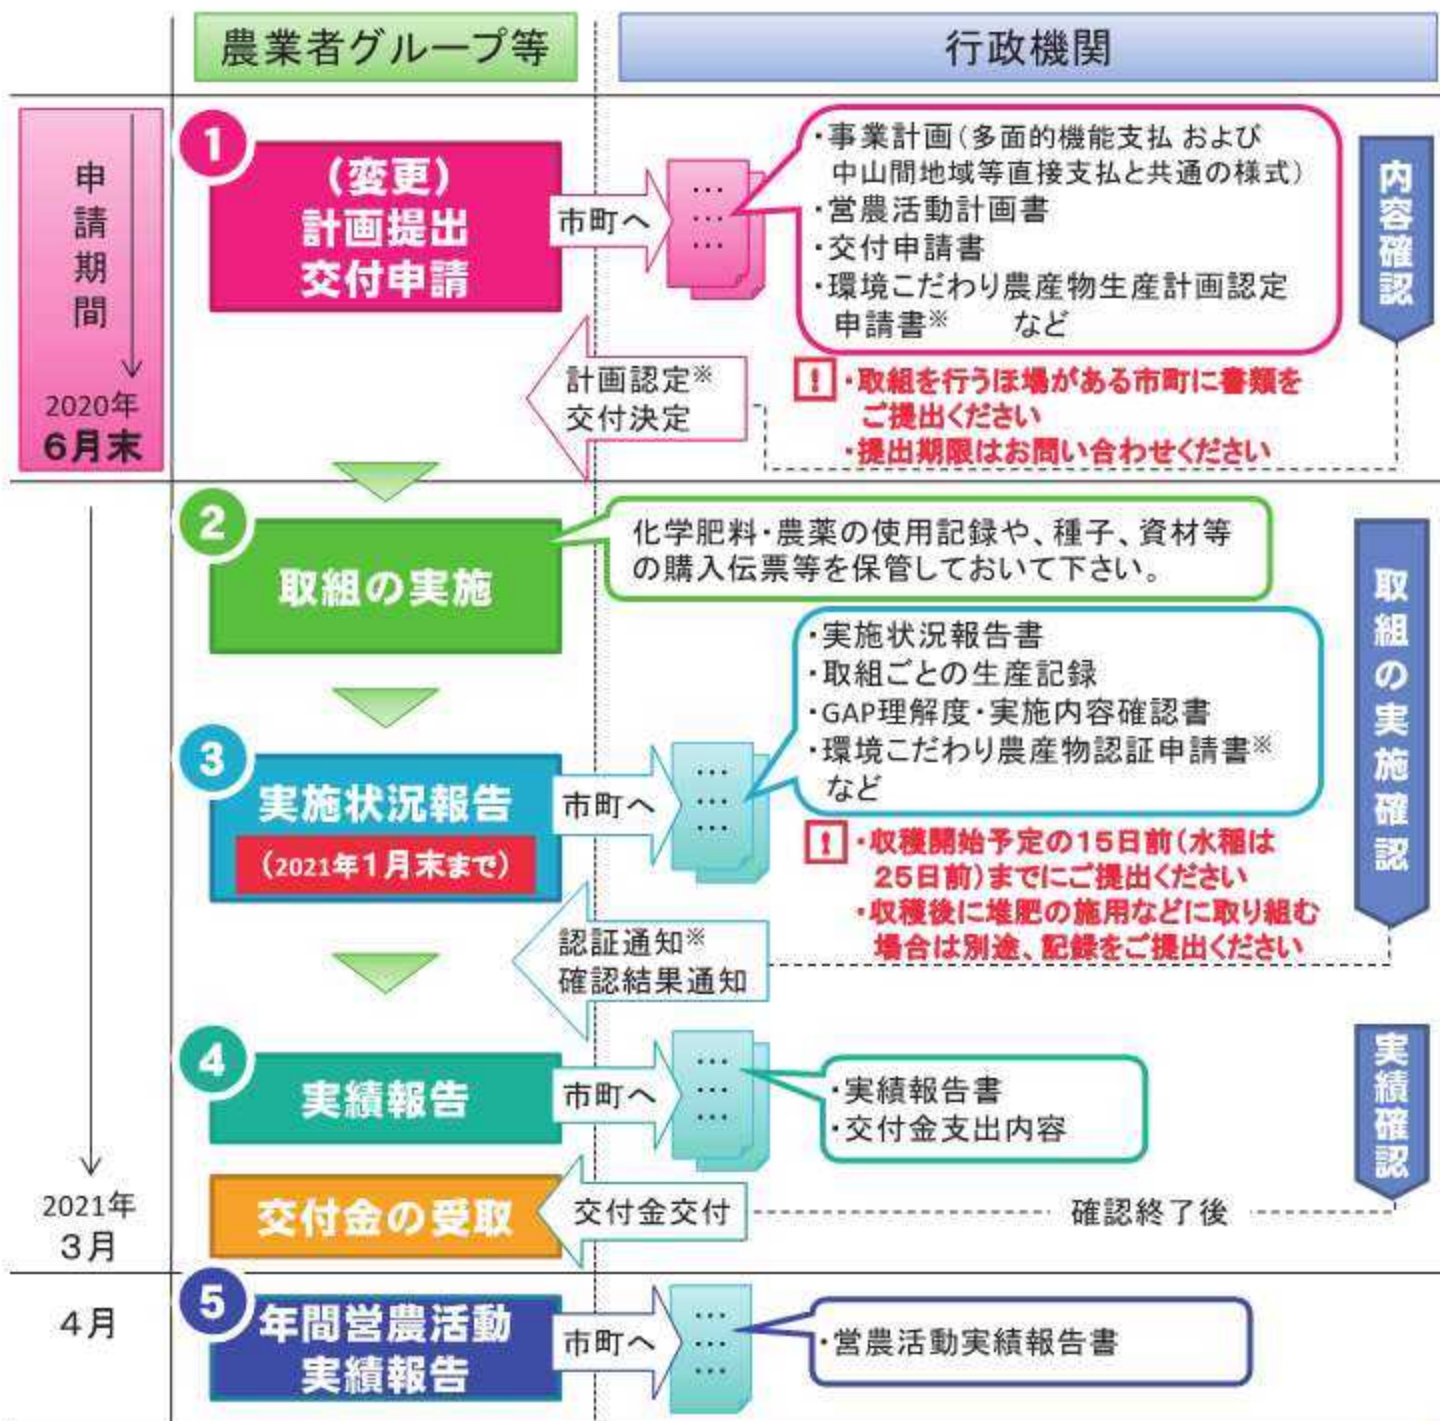 農業者グループ等
行政機関
申請期間
2020年
6月末
1
(変更)
計画提出
交付申請
市町へ
・事業計画(多面的機能支払 および
中山間地域等直接支払と共通の様式)
・営農活動計画書
・交付申請書
・環境こだわり農産物生産計画認定
申請書※ など
内容確認
計画認定※
交付決定
!
・取組を行うほ場がある市町に書類を
ご提出ください
・提出期限はお問い合わせください
2
取組の実施
化学肥料・農薬の使用記録や、種子、資材等
の購入伝票等を保管しておいて下さい。
取組の実施確認
3
実施状況報告
(2021年1月末まで)
市町へ
・実施状況報告書
・取組ごとの生産記録
・GAP理解度・実施内容確認書
・環境こだわり農産物認証申請書※
など
!
・収穫開始予定の15日前(水稲は
25日前)までにご提出ください
・収穫後に堆肥の施用などに取り組む
場合は別途、記録をご提出ください
認証通知※
確認結果通知
4
実績報告
市町へ
・実績報告書
・交付金支出内容
実績確認
2021年
3月
交付金の受取
交付金交付
確認終了後
4月
5
年間営農活動
実績報告
市町へ
・営農活動実績報告書